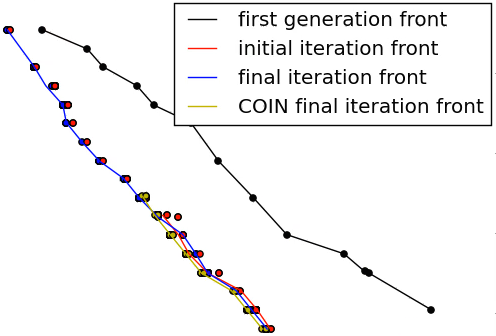 first generation front
initial iteration front
final iteration front
COIN final iteration front